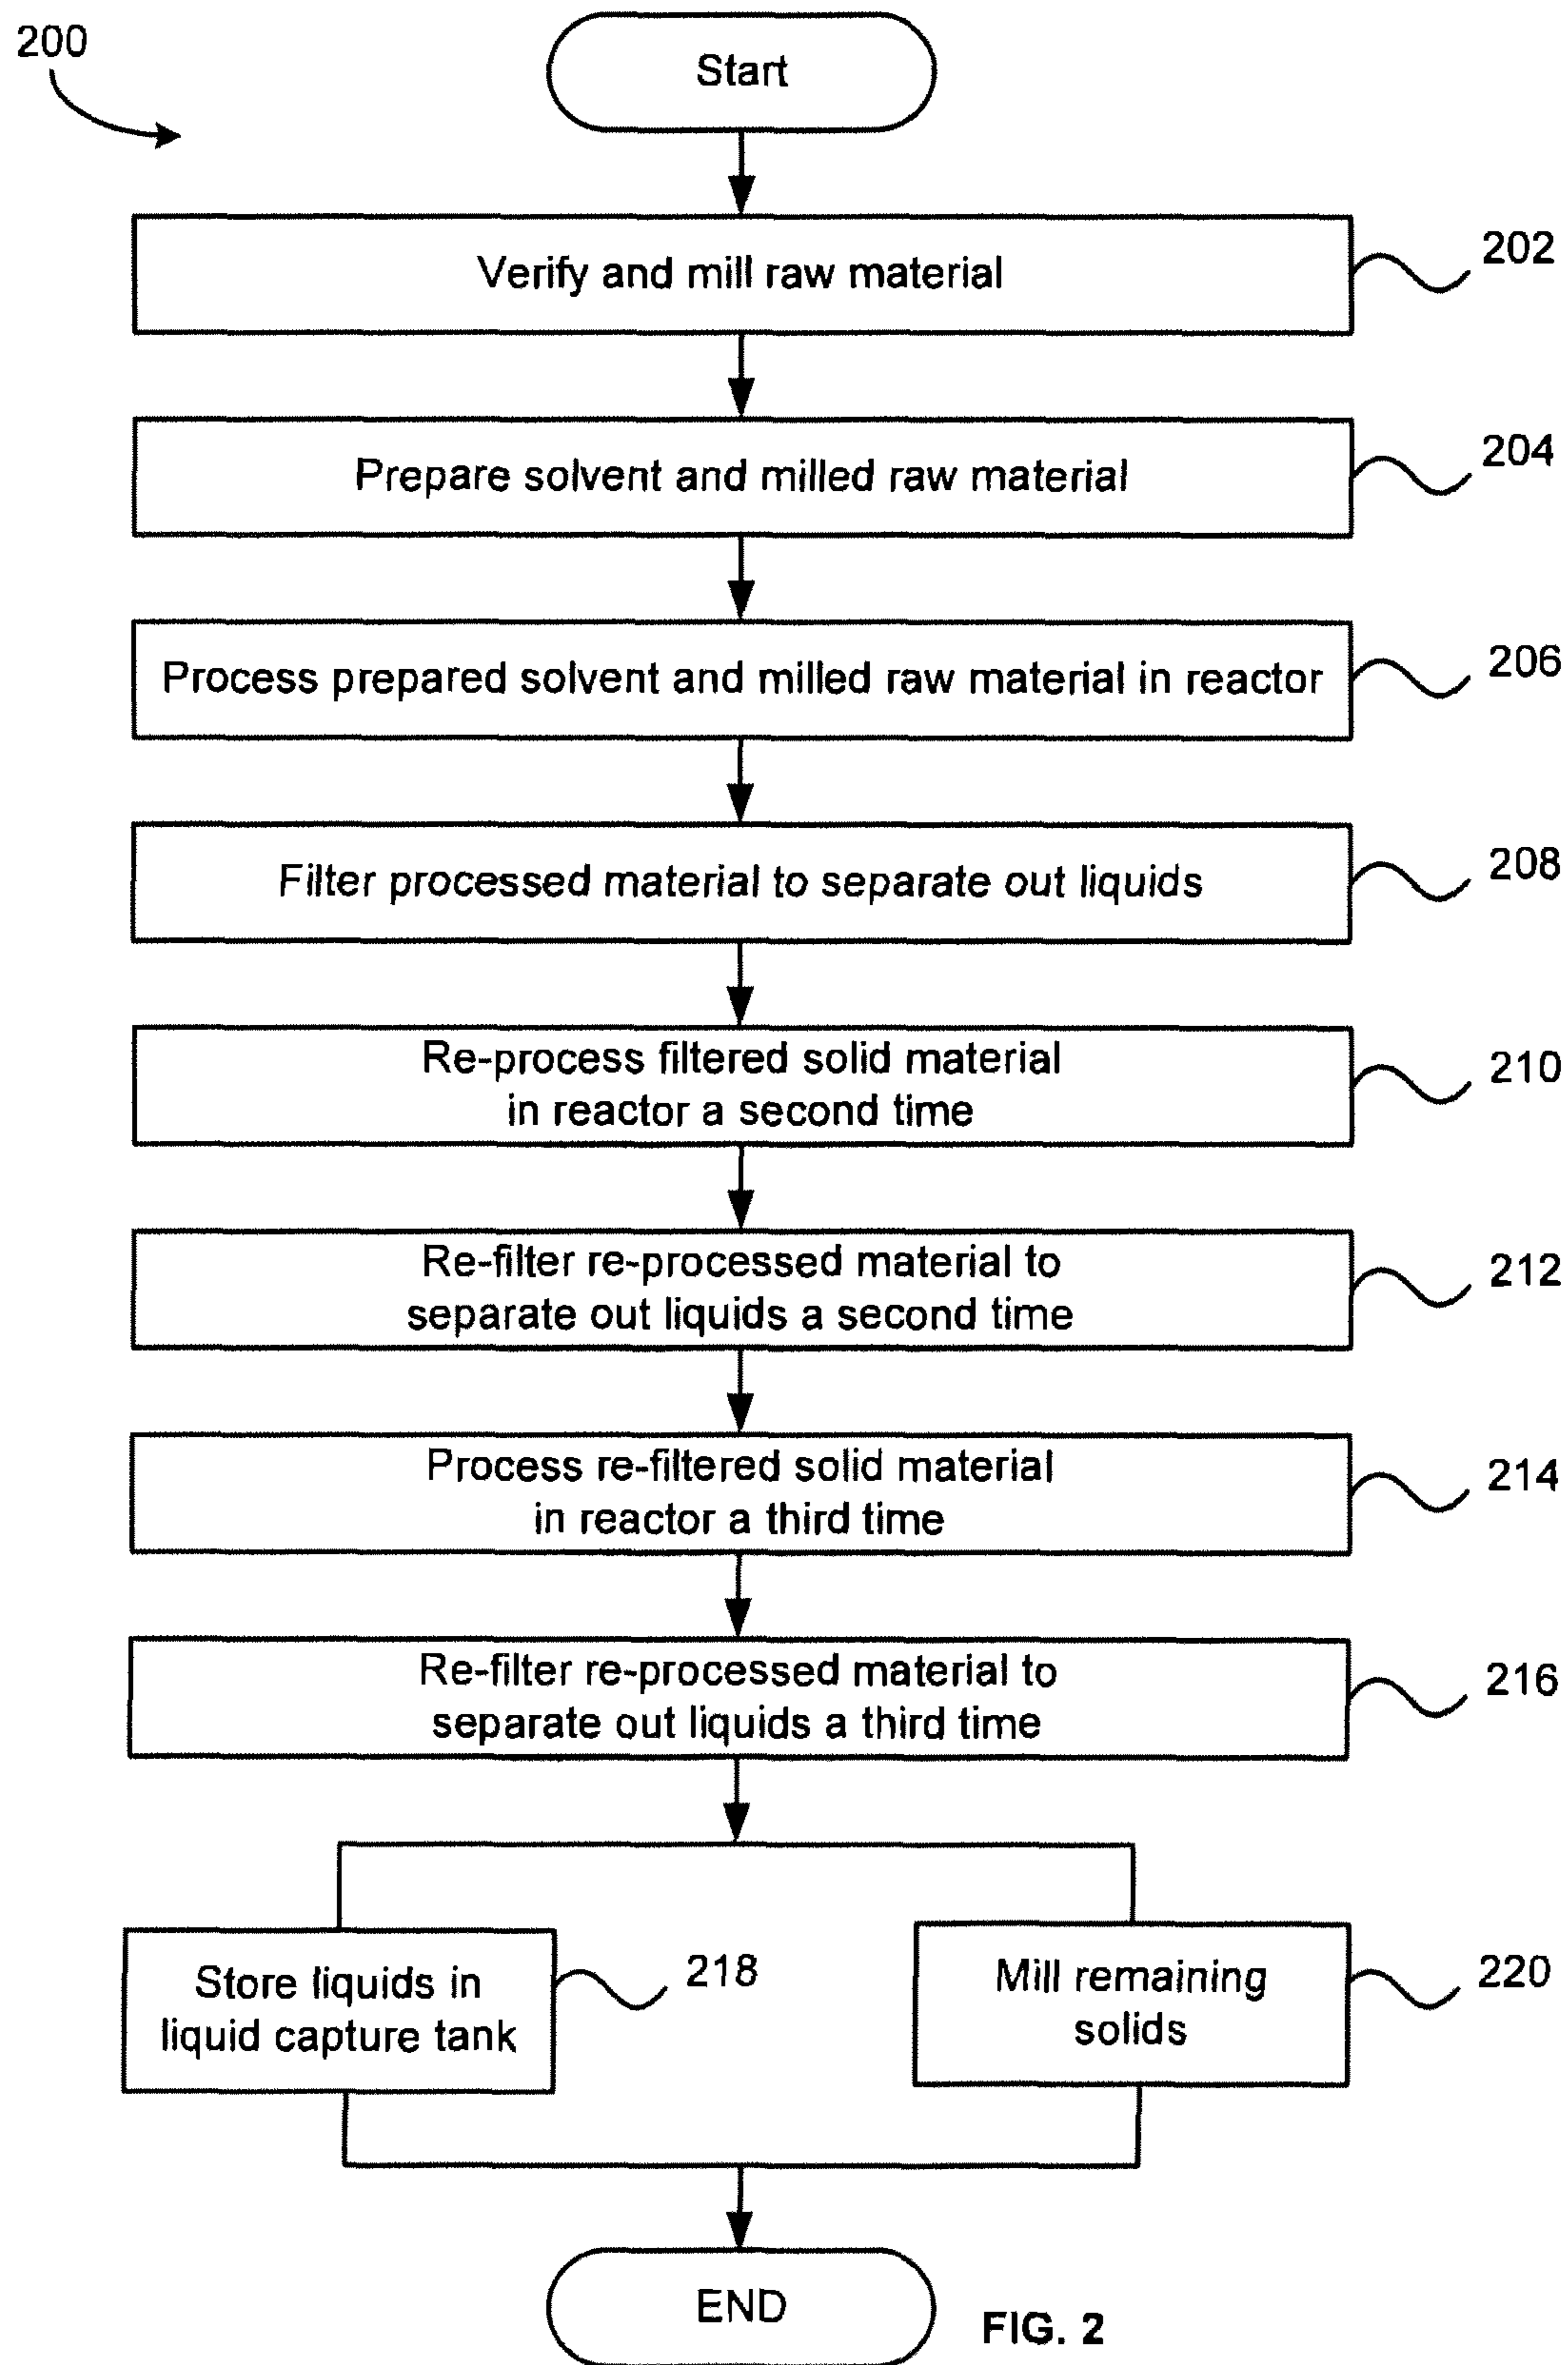 200
Start
Verify and mill raw material
202
Prepare solvent and milled raw material
204
Process prepared solvent and milled raw material in reactor
206
Filter processed material to separate out liquids
208
Re-process filtered solid material
in reactor a second time
210
Re-filter re-processed material to
separate out liquids a second time
212
Process re-filtered solid material
in reactor a third time
214
Re-filter re-processed material to
separate out liquids a third time
216
Store liquids in
liquid capture tank
218
Mill remaining
solids
220
END
FIG. 2